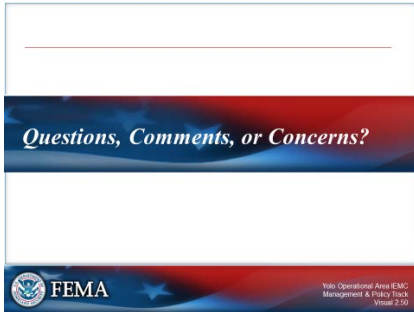 Questions, Comments, or Concerns?
FEMA
Yolo Operational Area IEMC
Management & Policy Track
Visual 2.50